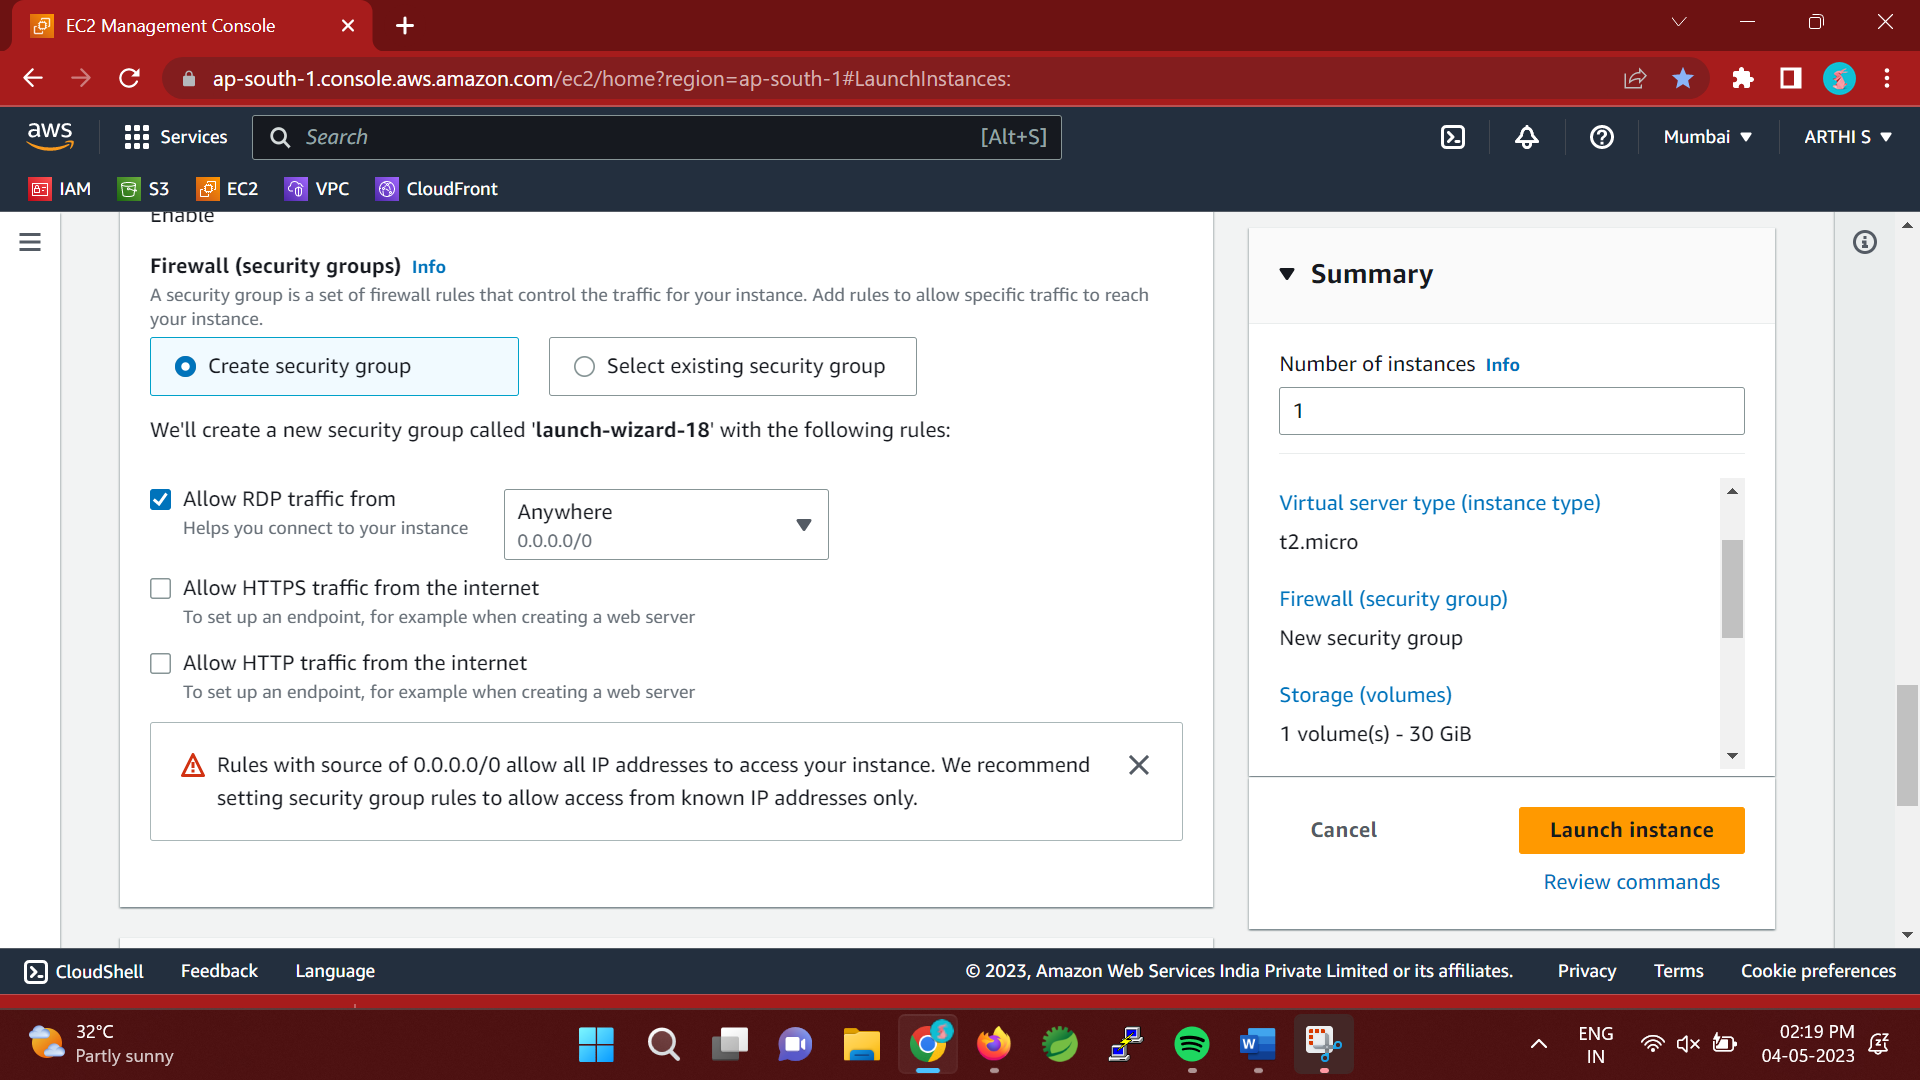 EC2 Management Console
ap-south-1.console.aws.amazon.com/ec2/home?region=ap-south-1#LaunchInstances:
aws
Services
Search
[Alt+S]
Mumbai
ARTHI S
IAM
S3
EC2
VPC
CloudFront
Enable
Firewall (security groups) Info
A security group is a set of firewall rules that control the traffic for your instance. Add rules to allow specific traffic to reach
your instance.
Create security group
Select existing security group
We'll create a new security group called 'launch-wizard-18' with the following rules:
Allow RDP traffic from
Helps you connect to your instance
Anywhere
0.0.0.0/0
Allow HTTPS traffic from the internet
To set up an endpoint, for example when creating a web server
Allow HTTP traffic from the internet
To set up an endpoint, for example when creating a web server
Rules with source of 0.0.0.0/0 allow all IP addresses to access your instance. We recommend
setting security group rules to allow access from known IP addresses only.
Summary
Number of instances Info
1
Virtual server type (instance type)
t2.micro
Firewall (security group)
New security group
Storage (volumes)
1 volume(s) - 30 GiB
Cancel
Launch instance
Review commands
CloudShell
Feedback
Language
© 2023, Amazon Web Services India Private Limited or its affiliates.
Privacy
Terms
Cookie preferences
32°C
Partly sunny
W
ENG
IN
02:19 PM
04-05-2023